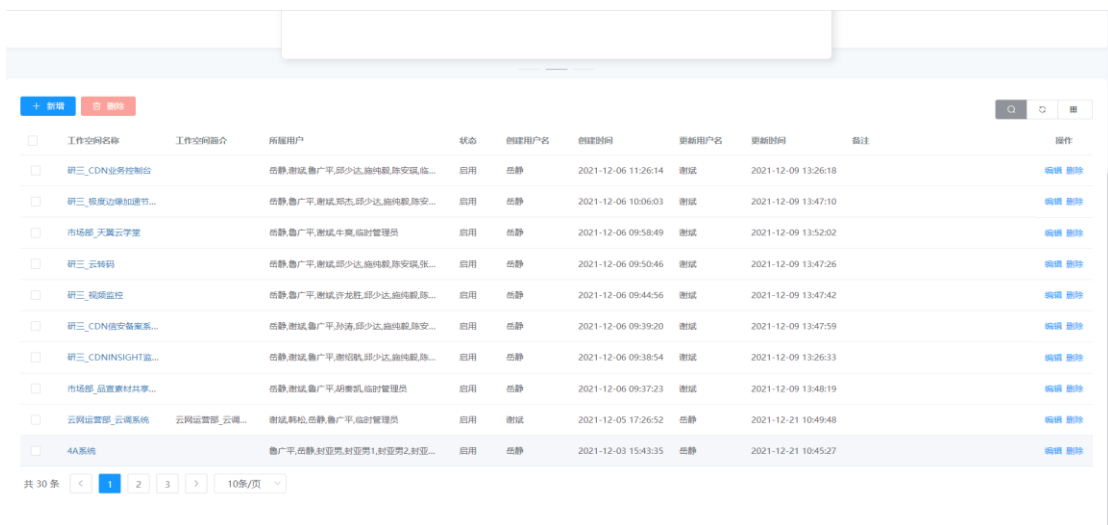 + 新增 删除
工作空间名称 工作空间简介 所属用户 状态 创建用户名 创建时间 更新用户名 更新时间 备注 操作
研三_CDN业务控制台 岳静,谢斌,鲁广平,邱少达,施纯毅,陈安琪,临... 启用 岳静 2021-12-06 11:26:14 谢斌 2021-12-09 13:26:18 编辑 删除
研三_极度边缘加速节... 岳静,鲁广平,谢斌,郑杰,邱少达,施纯毅,陈安... 启用 岳静 2021-12-06 10:06:03 谢斌 2021-12-09 13:47:10 编辑 删除
市场部_天翼云学堂 岳静,鲁广平,谢斌,牛爽,临时管理员 启用 岳静 2021-12-06 09:58:49 谢斌 2021-12-09 13:52:02 编辑 删除
研三_云转码 岳静,鲁广平,谢斌,邱少达,施纯毅,陈安琪,张... 启用 岳静 2021-12-06 09:50:46 谢斌 2021-12-09 13:47:26 编辑 删除
研三_视频监控 岳静,鲁广平,谢斌,许龙胜,邱少达,施纯毅,陈... 启用 岳静 2021-12-06 09:44:56 谢斌 2021-12-09 13:47:42 编辑 删除
研三_CDN信安备案系... 岳静,谢斌,鲁广平,孙涛,邱少达,施纯毅,陈安... 启用 岳静 2021-12-06 09:39:20 谢斌 2021-12-09 13:47:59 编辑 删除
研三_CDNINSIGHT监... 岳静,谢斌,鲁广平,谢绍航,邱少达,施纯毅,陈... 启用 岳静 2021-12-06 09:38:54 谢斌 2021-12-09 13:26:33 编辑 删除
市场部_品宣素材共享... 岳静,谢斌,鲁广平,胡赛凯,临时管理员 启用 岳静 2021-12-06 09:37:23 谢斌 2021-12-09 13:48:19 编辑 删除
云网运营部_云调系统 云网运营部_云调... 谢斌,韩松,岳静,鲁广平,临时管理员 启用 谢斌 2021-12-05 17:26:52 岳静 2021-12-21 10:49:48 编辑 删除
4A系统 鲁广平,岳静,封亚男,封亚男1,封亚男2,封亚... 启用 岳静 2021-12-03 15:43:35 岳静 2021-12-21 10:45:27 编辑 删除
共 30 条 < 1 2 3 > 10条/页